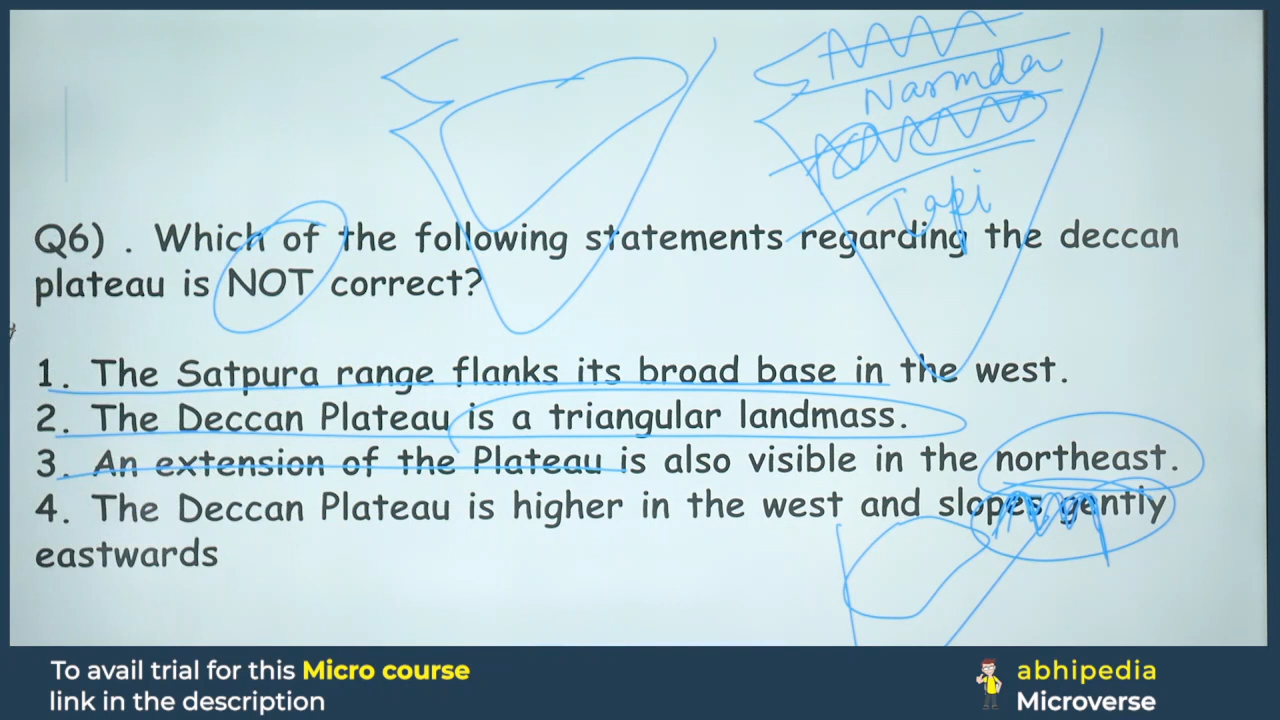 Narmda
Tapi
Q6) . Which of the following statements regarding the deccan
plateau is NOT correct?
1. The Satpura range flanks its broad base in the west.
2. The Deccan Plateau is a triangular landmass.
3. An extension of the Plateau is also visible in the northeast.
4. The Deccan Plateau is higher in the west and slopes gently
eastwards
To avail trial for this Micro course
link in the description
abhipedia
Microverse